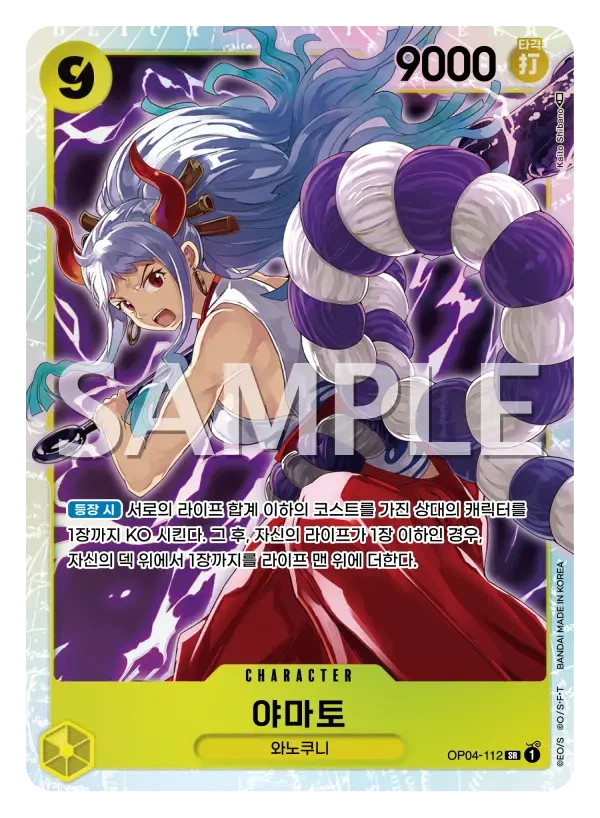 9
9000
타격
打
Kaito Shibano
SAMPLE
등장 시 서로의 라이프 합계 이하의 코스트를 가진 상대의 캐릭터를
1장까지 KO 시킨다. 그 후, 자신의 라이프가 1장 이하인 경우,
자신의 덱 위에서 1장까지를 라이프 맨 위에 더한다.
CHARACTER
야마토
와노쿠니
OP04-112 SR 1
©EO/S ©O/S·F·T BANDAI MADE IN KOREA